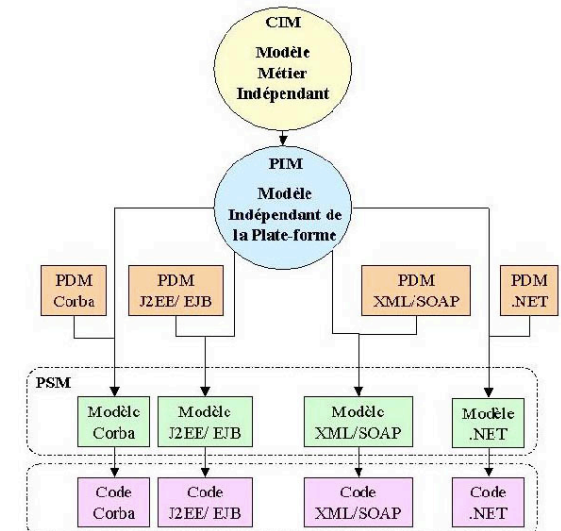 CIM
Modèle
Métier
Indépendant
PIM
Modèle
Indépendant de
la Plate-forme
PDM
Corba
PDM
J2EE/ EJB
PDM
XML/SOAP
PDM
.NET
PSM
Modèle
Corba
Modèle
J2EE/ EJB
Modèle
XML/SOAP
Modèle
.NET
Code
Corba
Code
J2EE/ EJB
Code
XML/SOAP
Code
.NET